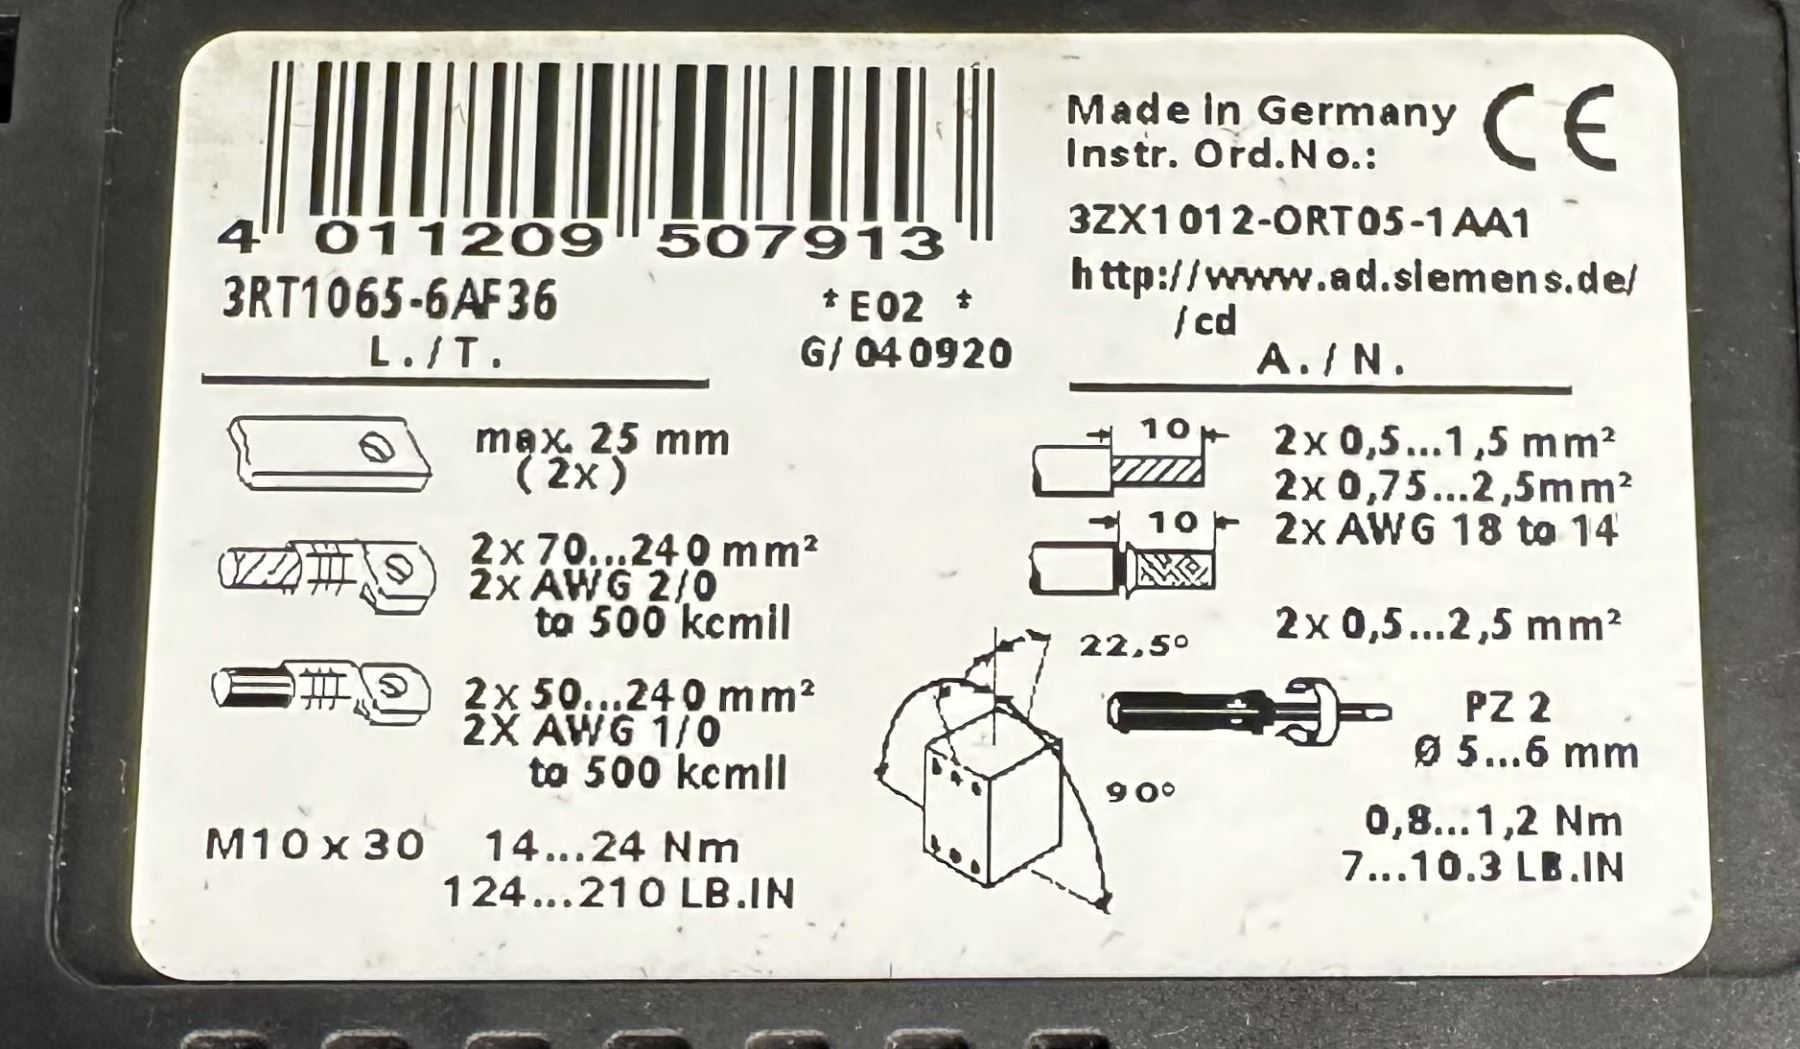 4 011209 507913
3RT1065-6AF36
* E02 *
L./T.
G/ 040920
Made in Germany
CE
Instr. Ord.No.:
3ZX1012-0RT05-1AA1
http://www.ad.siemens.de/
/cd
A./N.
max. 25 mm
(2x)
2x 70...240 mm²
2x AWG 2/0
to 500 kcmil
2x 50...240 mm²
2X AWG 1/0
to 500 kcmil
M10 x 30 14...24 Nm
124...210 LB.IN
10
2x 0,5...1,5 mm²
2x 0,75...2,5mm²
10
2x AWG 18 to 14
2x 0,5...2,5 mm²
22,5°
PZ 2
Ø 5...6 mm
90°
0,8...1,2 Nm
7...10.3 LB.IN